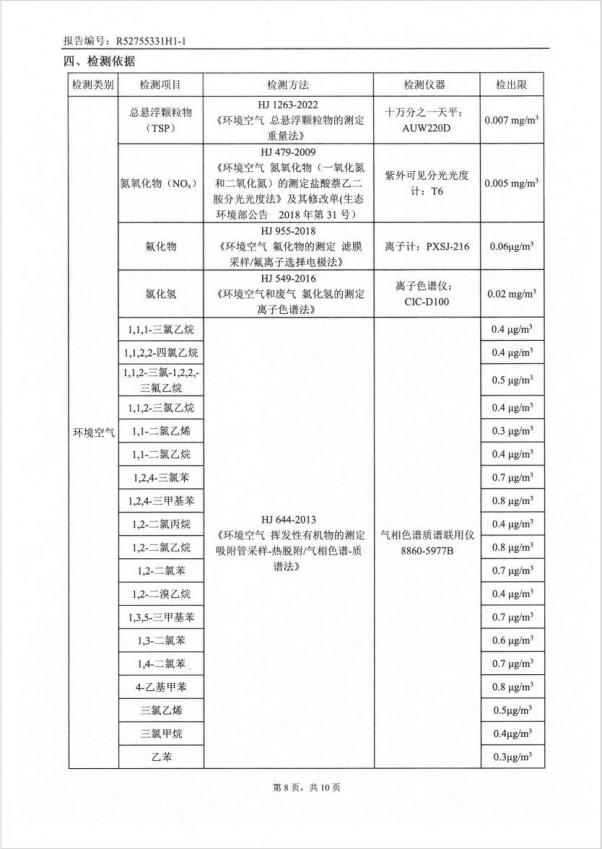 报告编号: R52755331H1-1
四、检测依据
检测类别 检测项目 检测方法 检测仪器 检出限
环境空气
总悬浮颗粒物
（TSP）
HJ 1263-2022
《环境空气 总悬浮颗粒物的测定
重量法》
十万分之一天平：
AUW220D
0.007 mg/m³
氮氧化物（NOₓ）
HJ 479-2009
《环境空气 氮氧化物（一氧化氮
和二氧化氮）的测定盐酸萘乙二
胺分光光度法》及其修改单(生态
环境部公告 2018 年第 31 号）
紫外可见分光光度
计：T6
0.005 mg/m³
氟化物
HJ 955-2018
《环境空气 氟化物的测定 滤膜
采样/氟离子选择电极法》
离子计：PXSJ-216
0.06μg/m³
氯化氢
HJ 549-2016
《环境空气和废气 氯化氢的测定
离子色谱法》
离子色谱仪：
CIC-D100
0.02 mg/m³
HJ 644-2013
《环境空气 挥发性有机物的测定
吸附管采样-热脱附/气相色谱-质
谱法》
气相色谱质谱联用仪
8860-5977B
1,1,1-三氯乙烷 0.4 μg/m³
1,1,2,2-四氯乙烷 0.4 μg/m³
1,1,2-三氯-1,2,2-
三氟乙烷 0.5 μg/m³
1,1,2-三氯乙烷 0.4 μg/m³
1,1-二氯乙烯 0.3 μg/m³
1,1-二氯乙烷 0.4 μg/m³
1,2,4-三氯苯 0.7 μg/m³
1,2,4-三甲基苯 0.8 μg/m³
1,2-二氯丙烷 0.4 μg/m³
1,2-二氯乙烷 0.8 μg/m³
1,2-二氯苯 0.7 μg/m³
1,2-二溴乙烷 0.4 μg/m³
1,3,5-三甲基苯 0.7 μg/m³
1,3-二氯苯 0.6 μg/m³
1,4-二氯苯 0.7 μg/m³
4-乙基甲苯 0.8 μg/m³
三氯乙烯 0.5μg/m³
三氯甲烷 0.4μg/m³
乙苯 0.3μg/m³
第 8 页，共 10 页